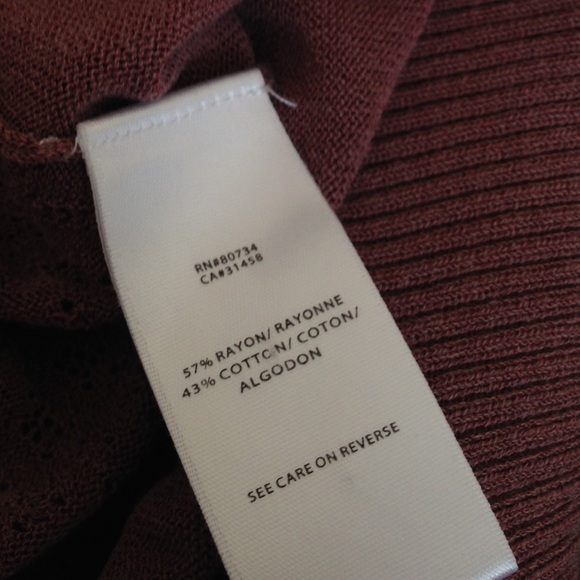 RN#80734
CA#31458
57% RAYON/ RAYONNE
43% COTTON/ COTON/
ALGODON
SEE CARE ON REVERSE